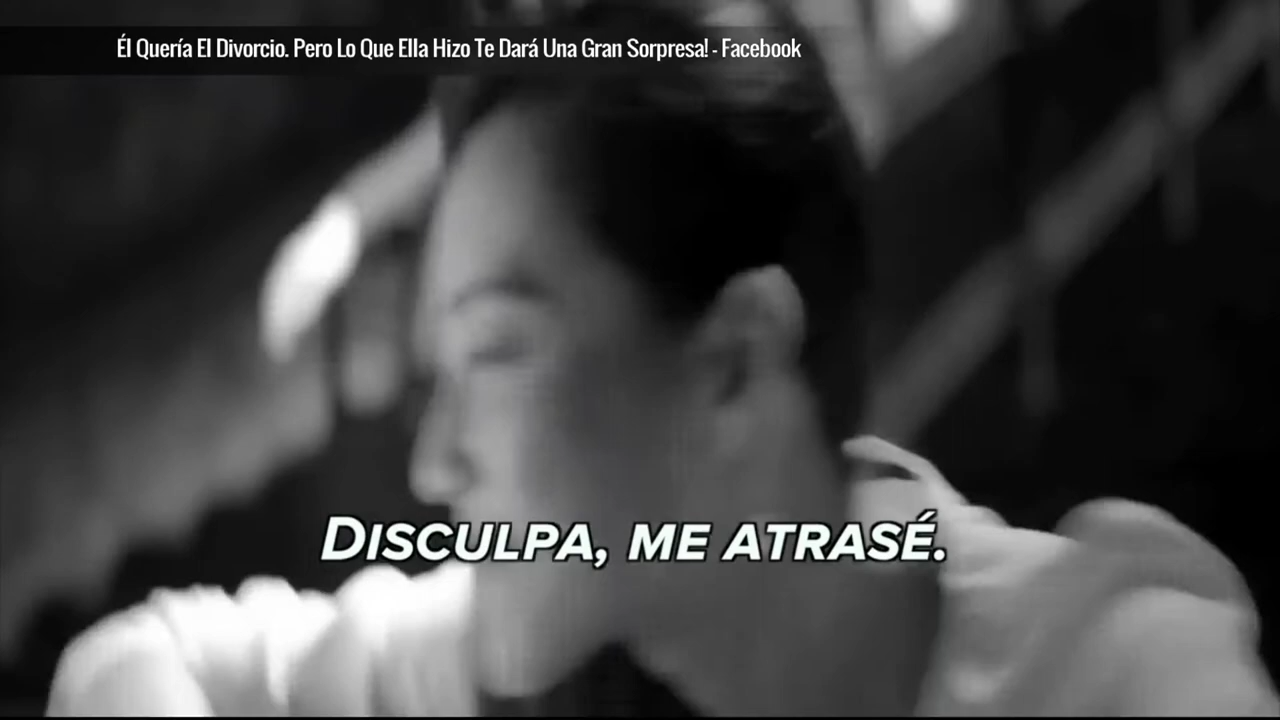 Él Quería El Divorcio. Pero Lo Que Ella Hizo Te Dará Una Gran Sorpresa! - Facebook
DISCULPA, ME ATRASÉ.